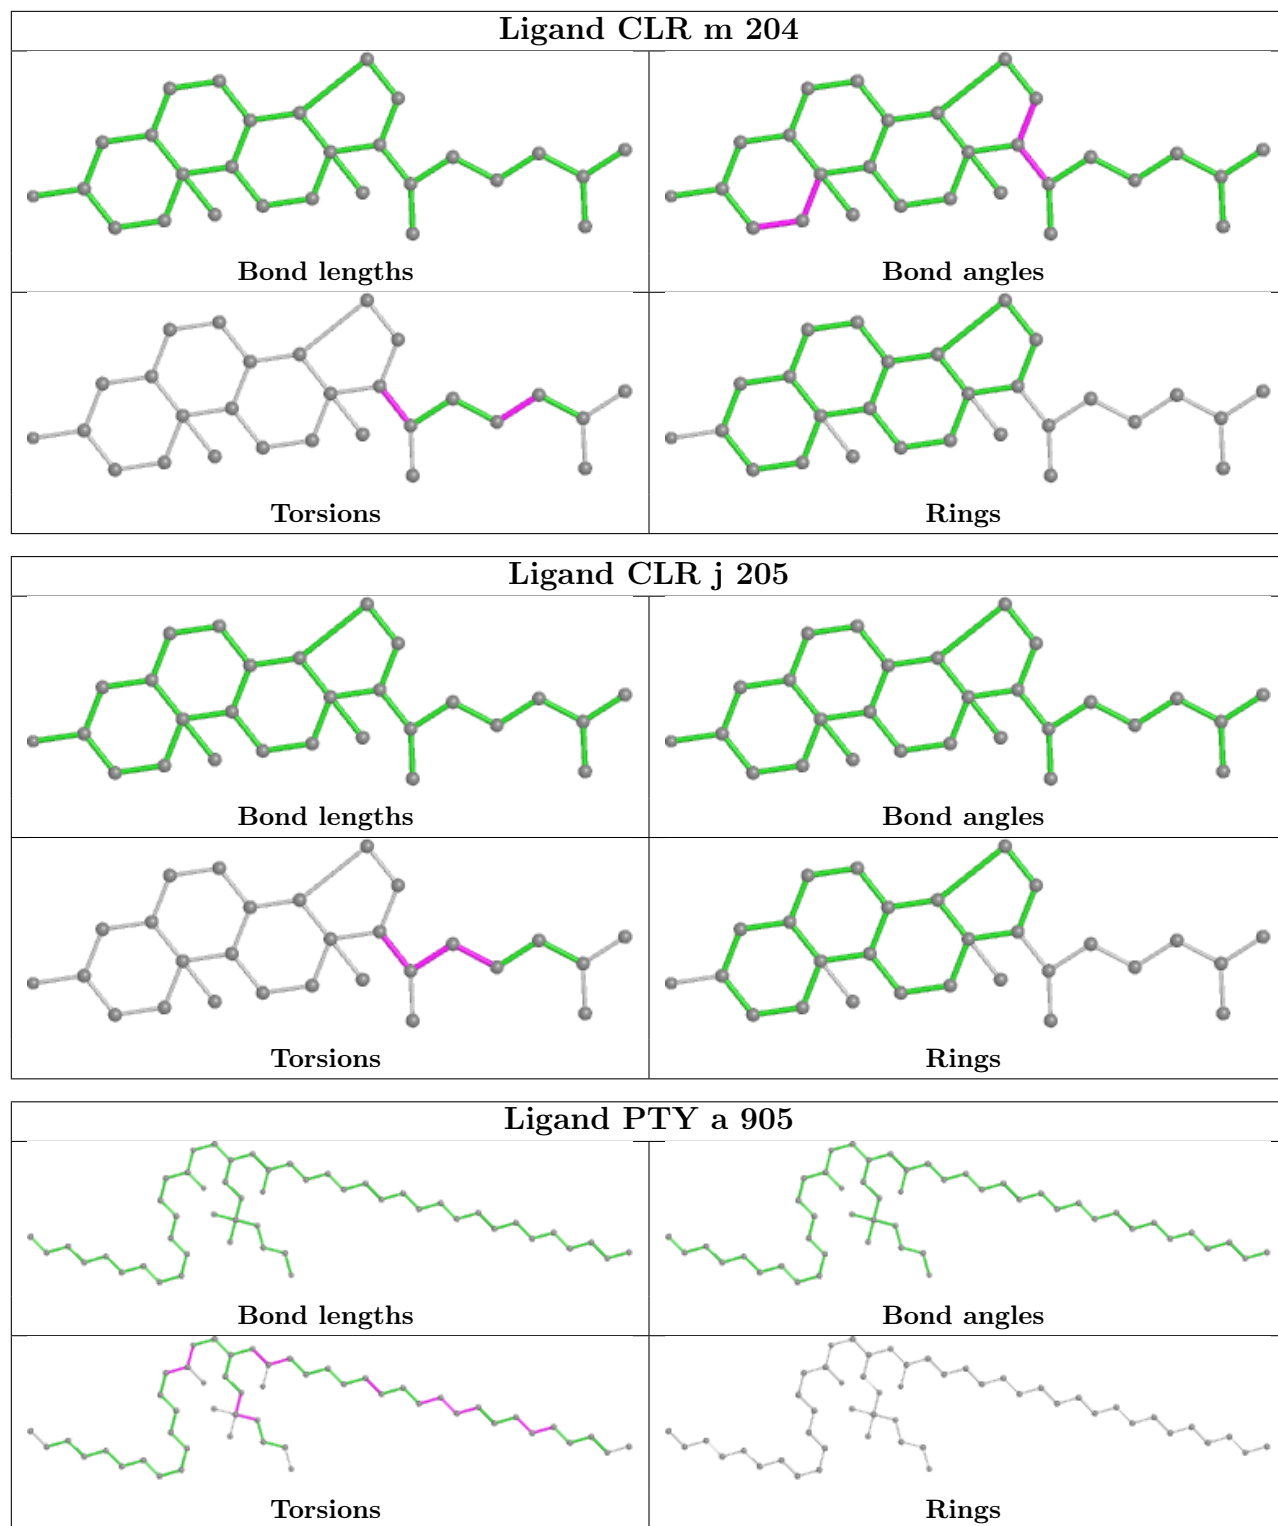 Ligand CLR m 204
Bond lengths
Bond angles
Torsions
Rings
Ligand CLR j 205
Bond lengths
Bond angles
Torsions
Rings
Ligand PTY a 905
Bond lengths
Bond angles
Torsions
Rings